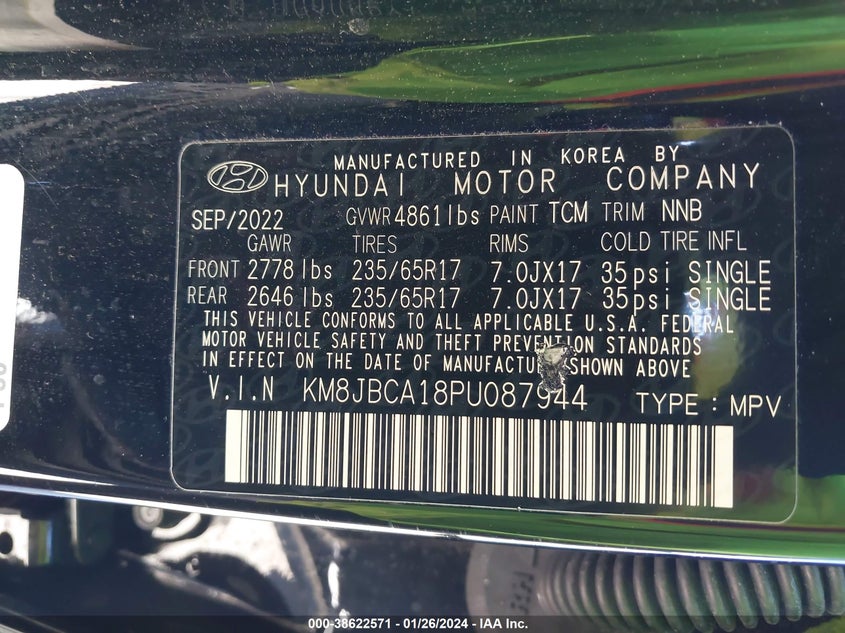 MANUFACTURED IN KOREA BY
HYUNDAI MOTOR COMPANY
SEP/2022 GVWR 4861 lbs PAINT TCM TRIM NNB
GAWR TIRES RIMS COLD TIRE INFL
FRONT 2778 lbs 235/65R17 7.0JX17 35psi SINGLE
REAR 2646 lbs 235/65R17 7.0JX17 35psi SINGLE
THIS VEHICLE CONFORMS TO ALL APPLICABLE U.S.A. FEDERAL
MOTOR VEHICLE SAFETY AND THEFT PREVENTION STANDARDS
IN EFFECT ON THE DATE OF MANUFACTU SHOWN ABOVE
V.I.N KM8JBCA18PU087944 TYPE : MPV
000-38622571 - 01/26/2024 - IAA Inc.